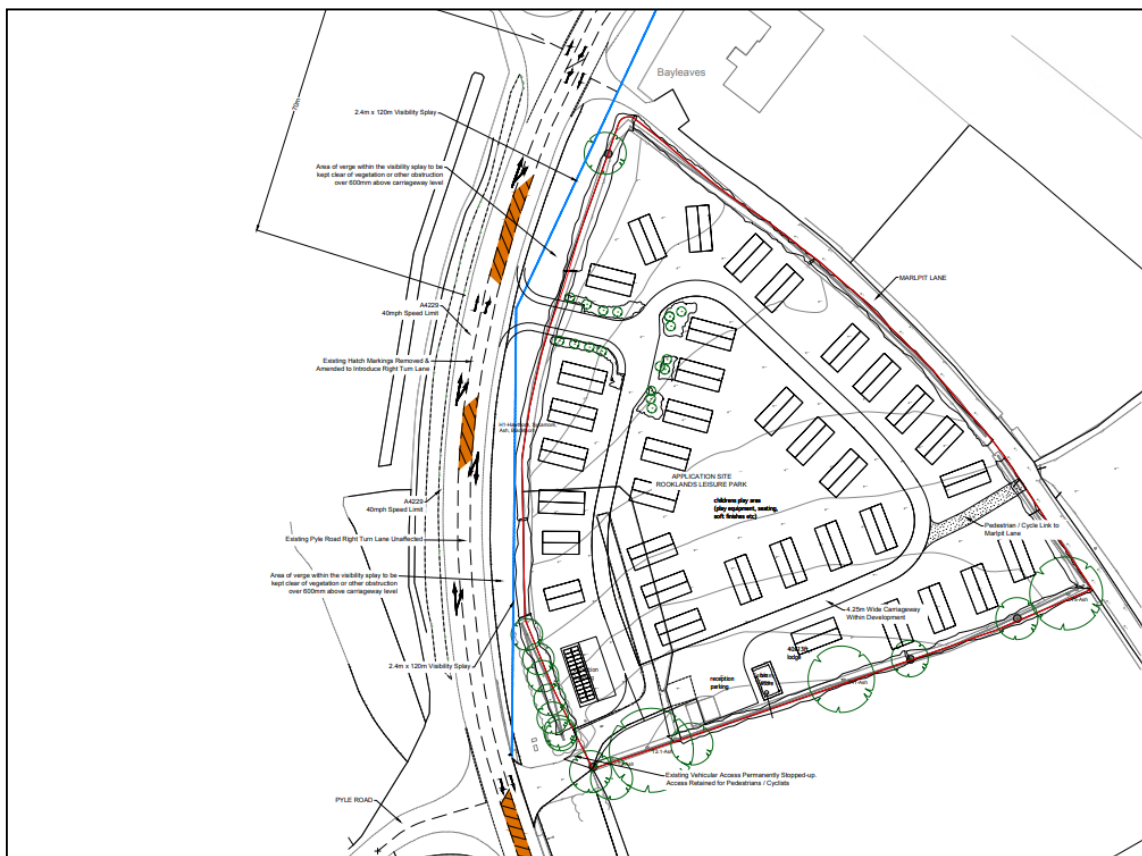 Bayleaves
70m
2.4m x 120m Visibility Splay
Area of verge within the visibility splay to be
kept clear of vegetation or other obstruction
over 600mm above carriageway level
MARLPIT LANE
A4229
40mph Speed Limit
Existing Hatch Markings Removed &
Amended to Introduce Right Turn Lane
APPLICATION SITE
ROOKLANDS LEISURE PARK
childrens play area
(play equipment, seating,
soft finishes etc)
A4229
40mph Speed Limit
Pedestrian / Cycle Link to
Marlpit Lane
Existing Pyle Road Right Turn Lane Unaffected
Area of verge within the visibility splay to be
kept clear of vegetation or other obstruction
over 600mm above carriageway level
4.25m Wide Carriageway
Within Development
lodge
2.4m x 120m Visibility Splay
reception
parking
Existing Vehicular Access Permanently Stopped-up.
Access Retained for Pedestrians / Cyclists
PYLE ROAD